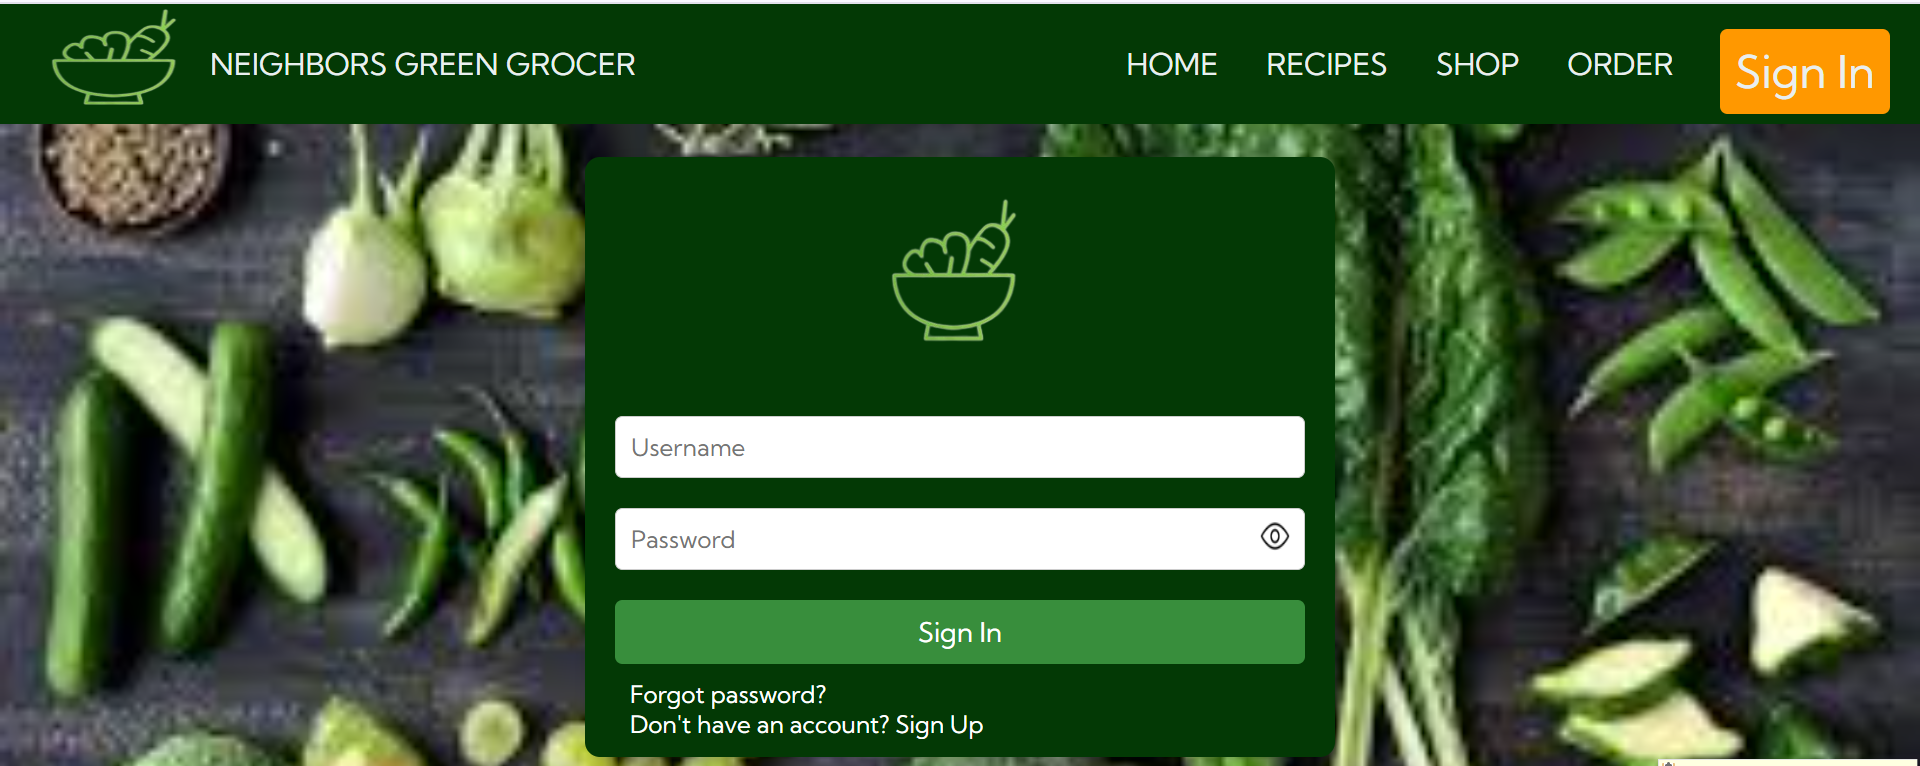 NEIGHBORS GREEN GROCER
HOME RECIPES SHOP ORDER Sign In
Username
Password
Sign In
Forgot password?
Don't have an account? Sign Up